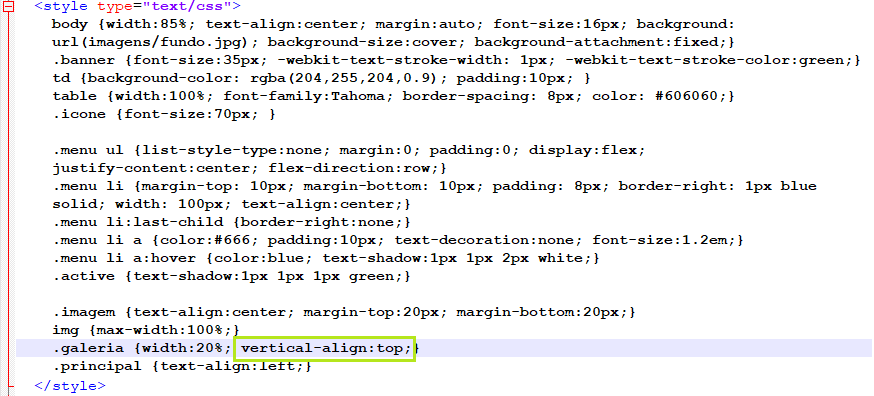 <style type="text/css">
body {width:85%; text-align:center; margin:auto; font-size:16px; background:
url(imagens/fundo.jpg); background-size:cover; background-attachment:fixed;}
.banner {font-size:35px; -webkit-text-stroke-width: 1px; -webkit-text-stroke-color:green;}
td {background-color: rgba(204,255,204,0.9); padding:10px; }
table {width:100%; font-family:Tahoma; border-spacing: 8px; color: #606060;}
.icone {font-size:70px; }
.menu ul {list-style-type:none; margin:0; padding:0; display:flex;
justify-content:center; flex-direction:row;}
.menu li {margin-top: 10px; margin-bottom: 10px; padding: 8px; border-right: 1px blue
solid; width: 100px; text-align:center;}
.menu li:last-child {border-right:none;}
.menu li a {color:#666; padding:10px; text-decoration:none; font-size:1.2em;}
.menu li a:hover {color:blue; text-shadow:1px 1px 2px white;}
.active {text-shadow:1px 1px 1px green;}
.imagem {text-align:center; margin-top:20px; margin-bottom:20px;}
img {max-width:100%;}
.galeria {width:20%; vertical-align:top;}
.principal {text-align:left;}
</style>